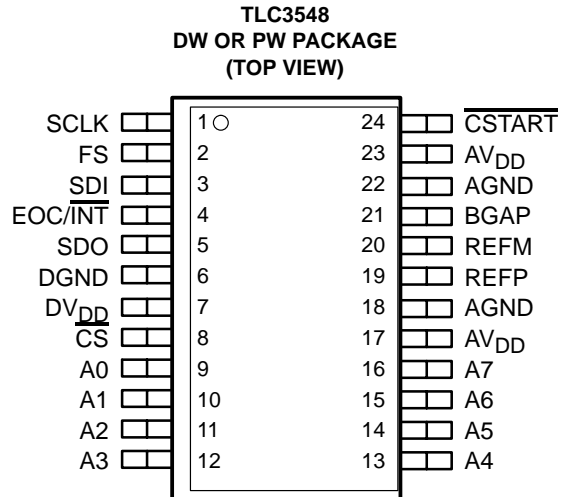 TLC3548
DW OR PW PACKAGE
(TOP VIEW)
SCLK 1 24 CSTART
FS 2 23 AVDD
SDI 3 22 AGND
EOC/INT 4 21 BGAP
SDO 5 20 REFM
DGND 6 19 REFP
DVDD 7 18 AGND
CS 8 17 AVDD
A0 9 16 A7
A1 10 15 A6
A2 11 14 A5
A3 12 13 A4